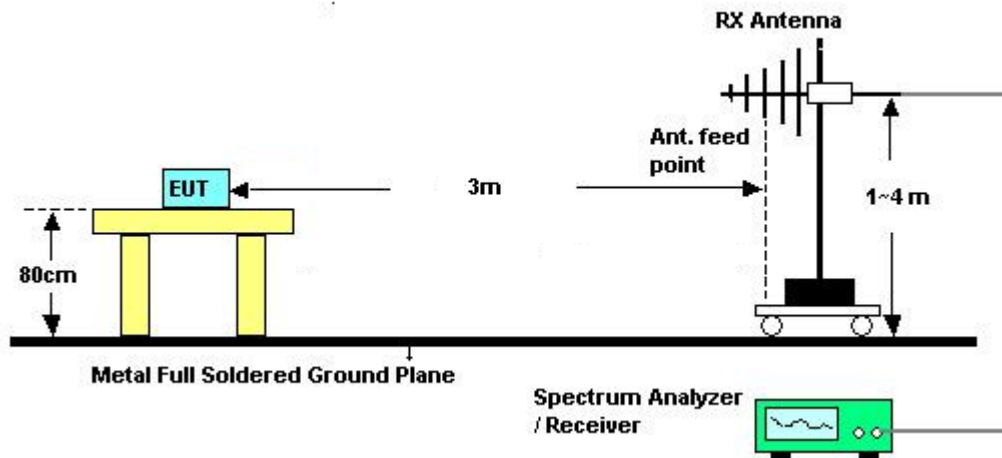 RX Antenna
Ant. feed
point
EUT
3m
1~4 m
80cm
Metal Full Soldered Ground Plane
Spectrum Analyzer
/ Receiver